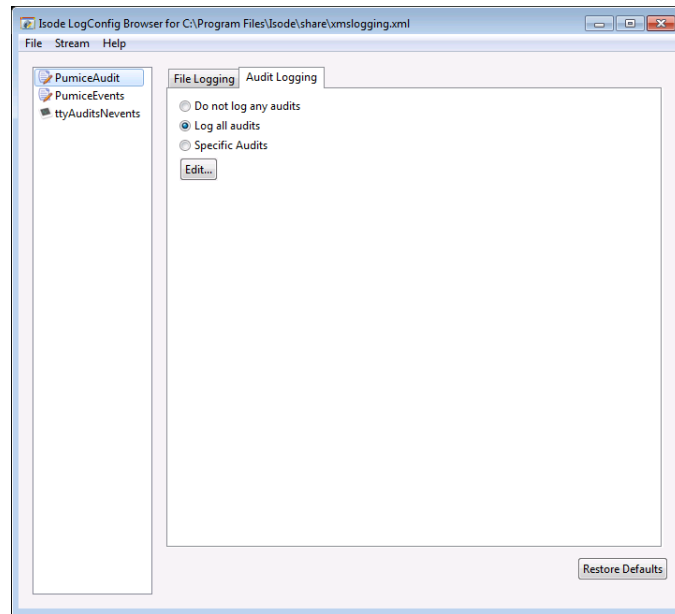 Isode LogConfig Browser for C:\Program Files\Isode\share\xmslogging.xml
File Stream Help
PumiceAudit
PumiceEvents
ttyAuditsNevents
File Logging Audit Logging
Do not log any audits
Log all audits
Specific Audits
Edit...
Restore Defaults